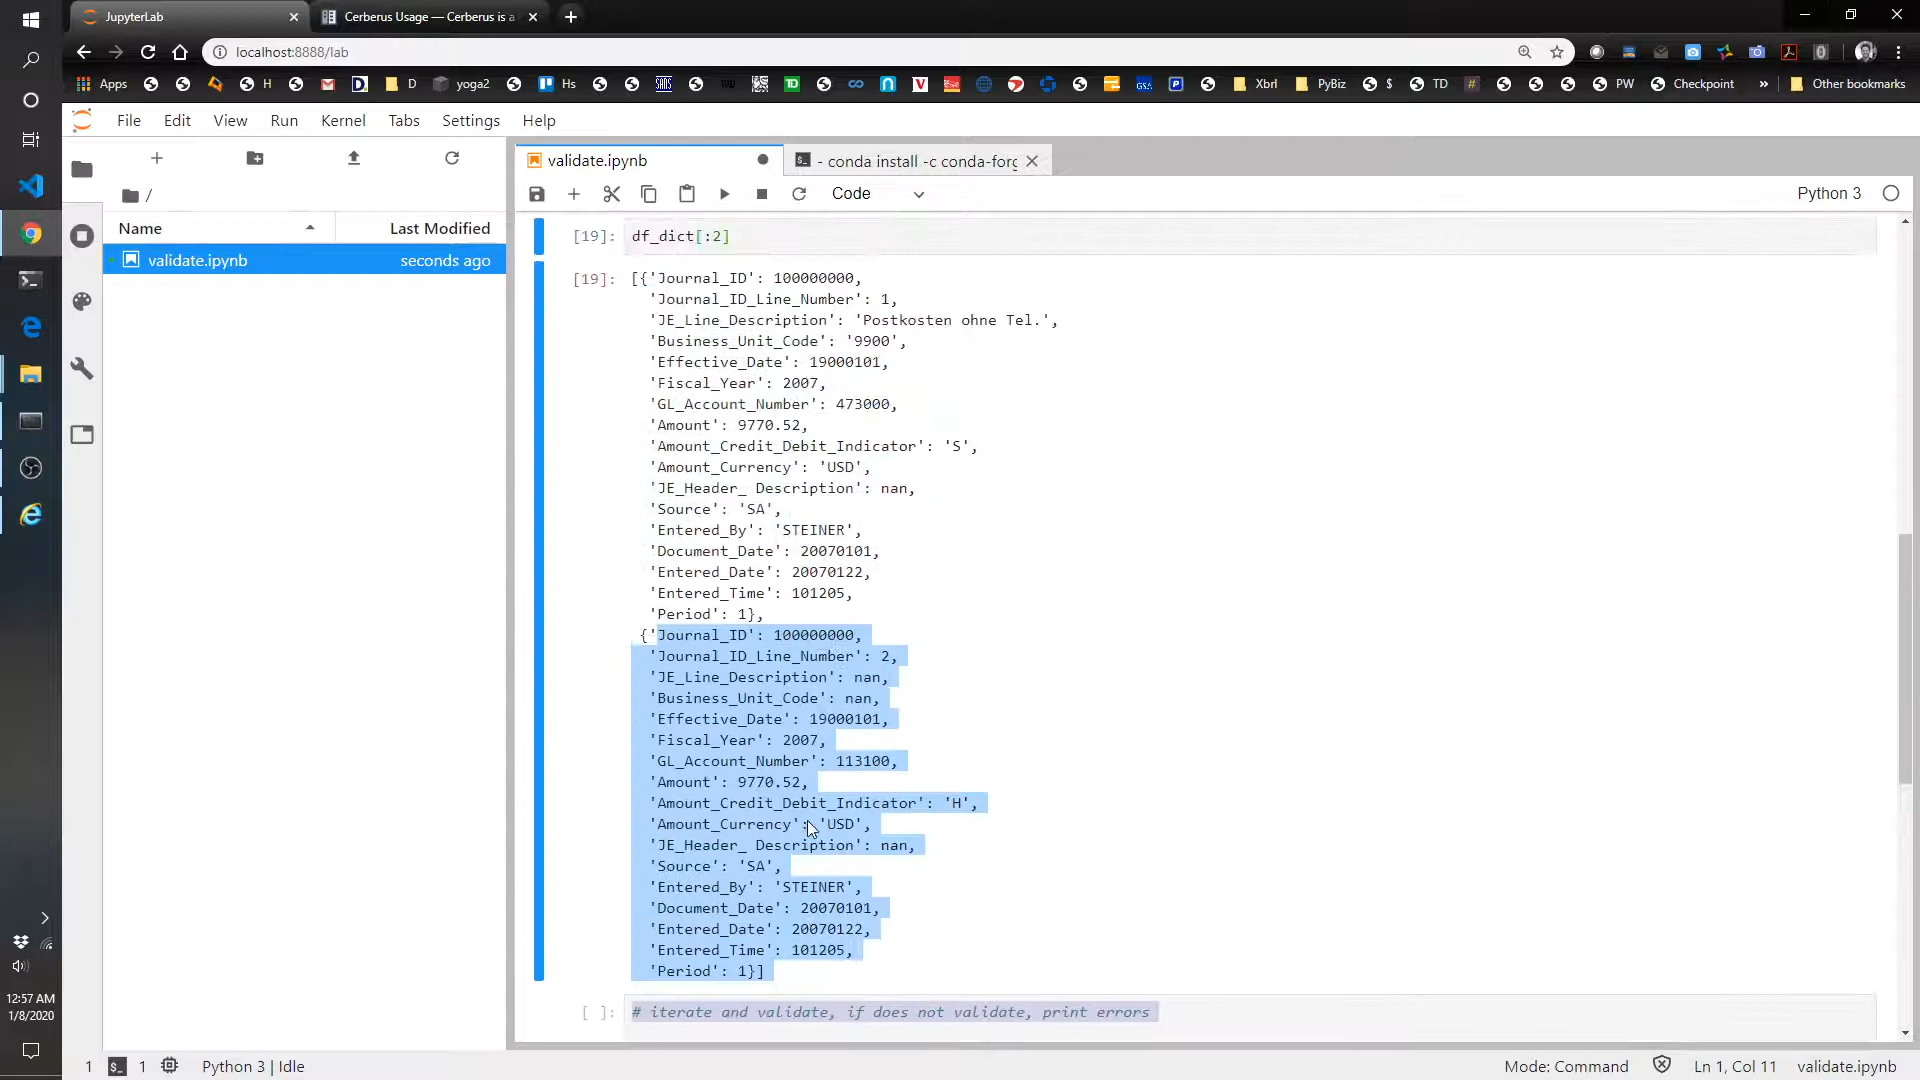 JupyterLab
Cerberus Usage — Cerberus is a
localhost:8888/lab
Apps
H
D
yoga2
Hs
TD
Xbrl
PyBiz
$
TD
#
PW
Checkpoint
»
Other bookmarks
File Edit View Run Kernel Tabs Settings Help
validate.ipynb
- conda install -c conda-forg
/
Code
Python 3
Name
Last Modified
validate.ipynb
seconds ago
[19]: df_dict[:2]
[19]: [{'Journal_ID': 100000000,
'Journal_ID_Line_Number': 1,
'JE_Line_Description': 'Postkosten ohne Tel.',
'Business_Unit_Code': '9900',
'Effective_Date': 19000101,
'Fiscal_Year': 2007,
'GL_Account_Number': 473000,
'Amount': 9770.52,
'Amount_Credit_Debit_Indicator': 'S',
'Amount_Currency': 'USD',
'JE_Header_ Description': nan,
'Source': 'SA',
'Entered_By': 'STEINER',
'Document_Date': 20070101,
'Entered_Date': 20070122,
'Entered_Time': 101205,
'Period': 1},
{'Journal_ID': 100000000,
'Journal_ID_Line_Number': 2,
'JE_Line_Description': nan,
'Business_Unit_Code': nan,
'Effective_Date': 19000101,
'Fiscal_Year': 2007,
'GL_Account_Number': 113100,
'Amount': 9770.52,
'Amount_Credit_Debit_Indicator': 'H',
'Amount_Currency': 'USD',
'JE_Header_ Description': nan,
'Source': 'SA',
'Entered_By': 'STEINER',
'Document_Date': 20070101,
'Entered_Date': 20070122,
'Entered_Time': 101205,
'Period': 1}]
[ ]: # iterate and validate, if does not validate, print errors
12:57 AM
1/8/2020
1
1
Python 3 | Idle
Mode: Command
Ln 1, Col 11
validate.ipynb